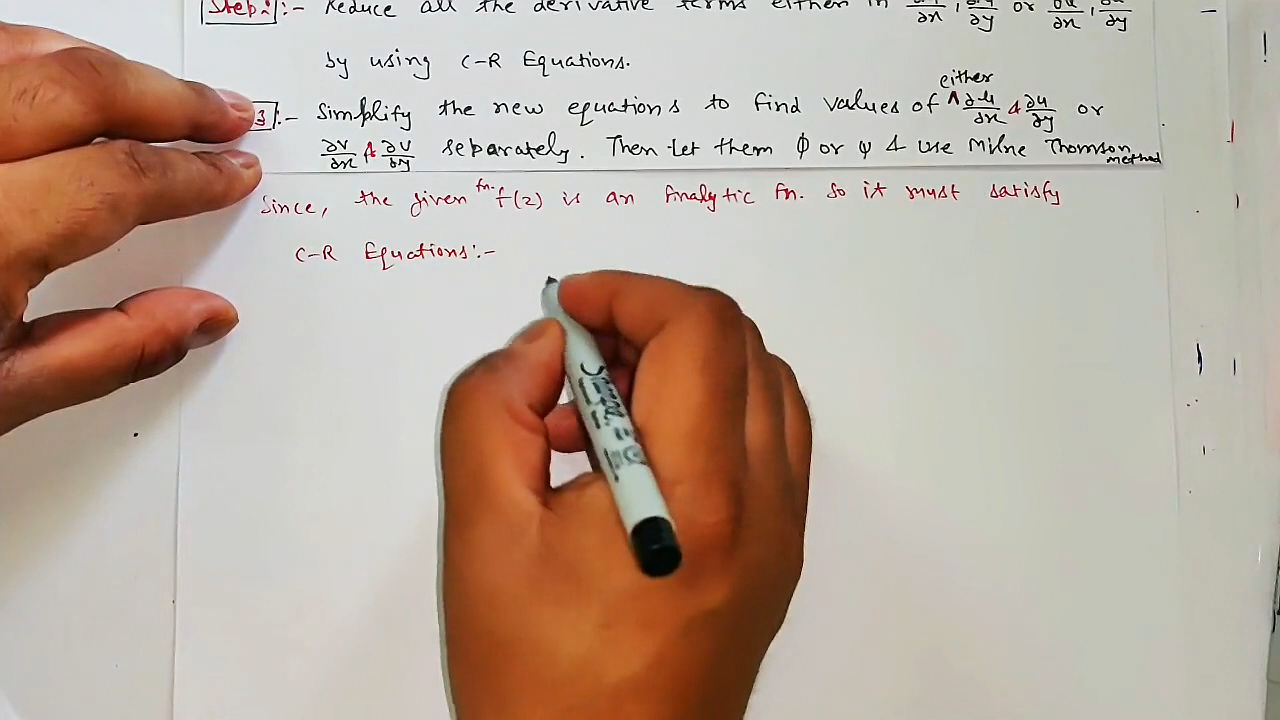 Step:- Reduce all the derivative terms either in ∂x, ∂y or ∂x, ∂y
by using C-R Equations.
either
3:- Simplify the new equations to find values of ∂u/∂x & ∂u/∂y or
∂v/∂x & ∂v/∂y separately. Then let them φ or ψ & use Milne Thomson method
Since, the given fn. f(z) is an Analytic fn. so it must satisfy
C-R Equations:-